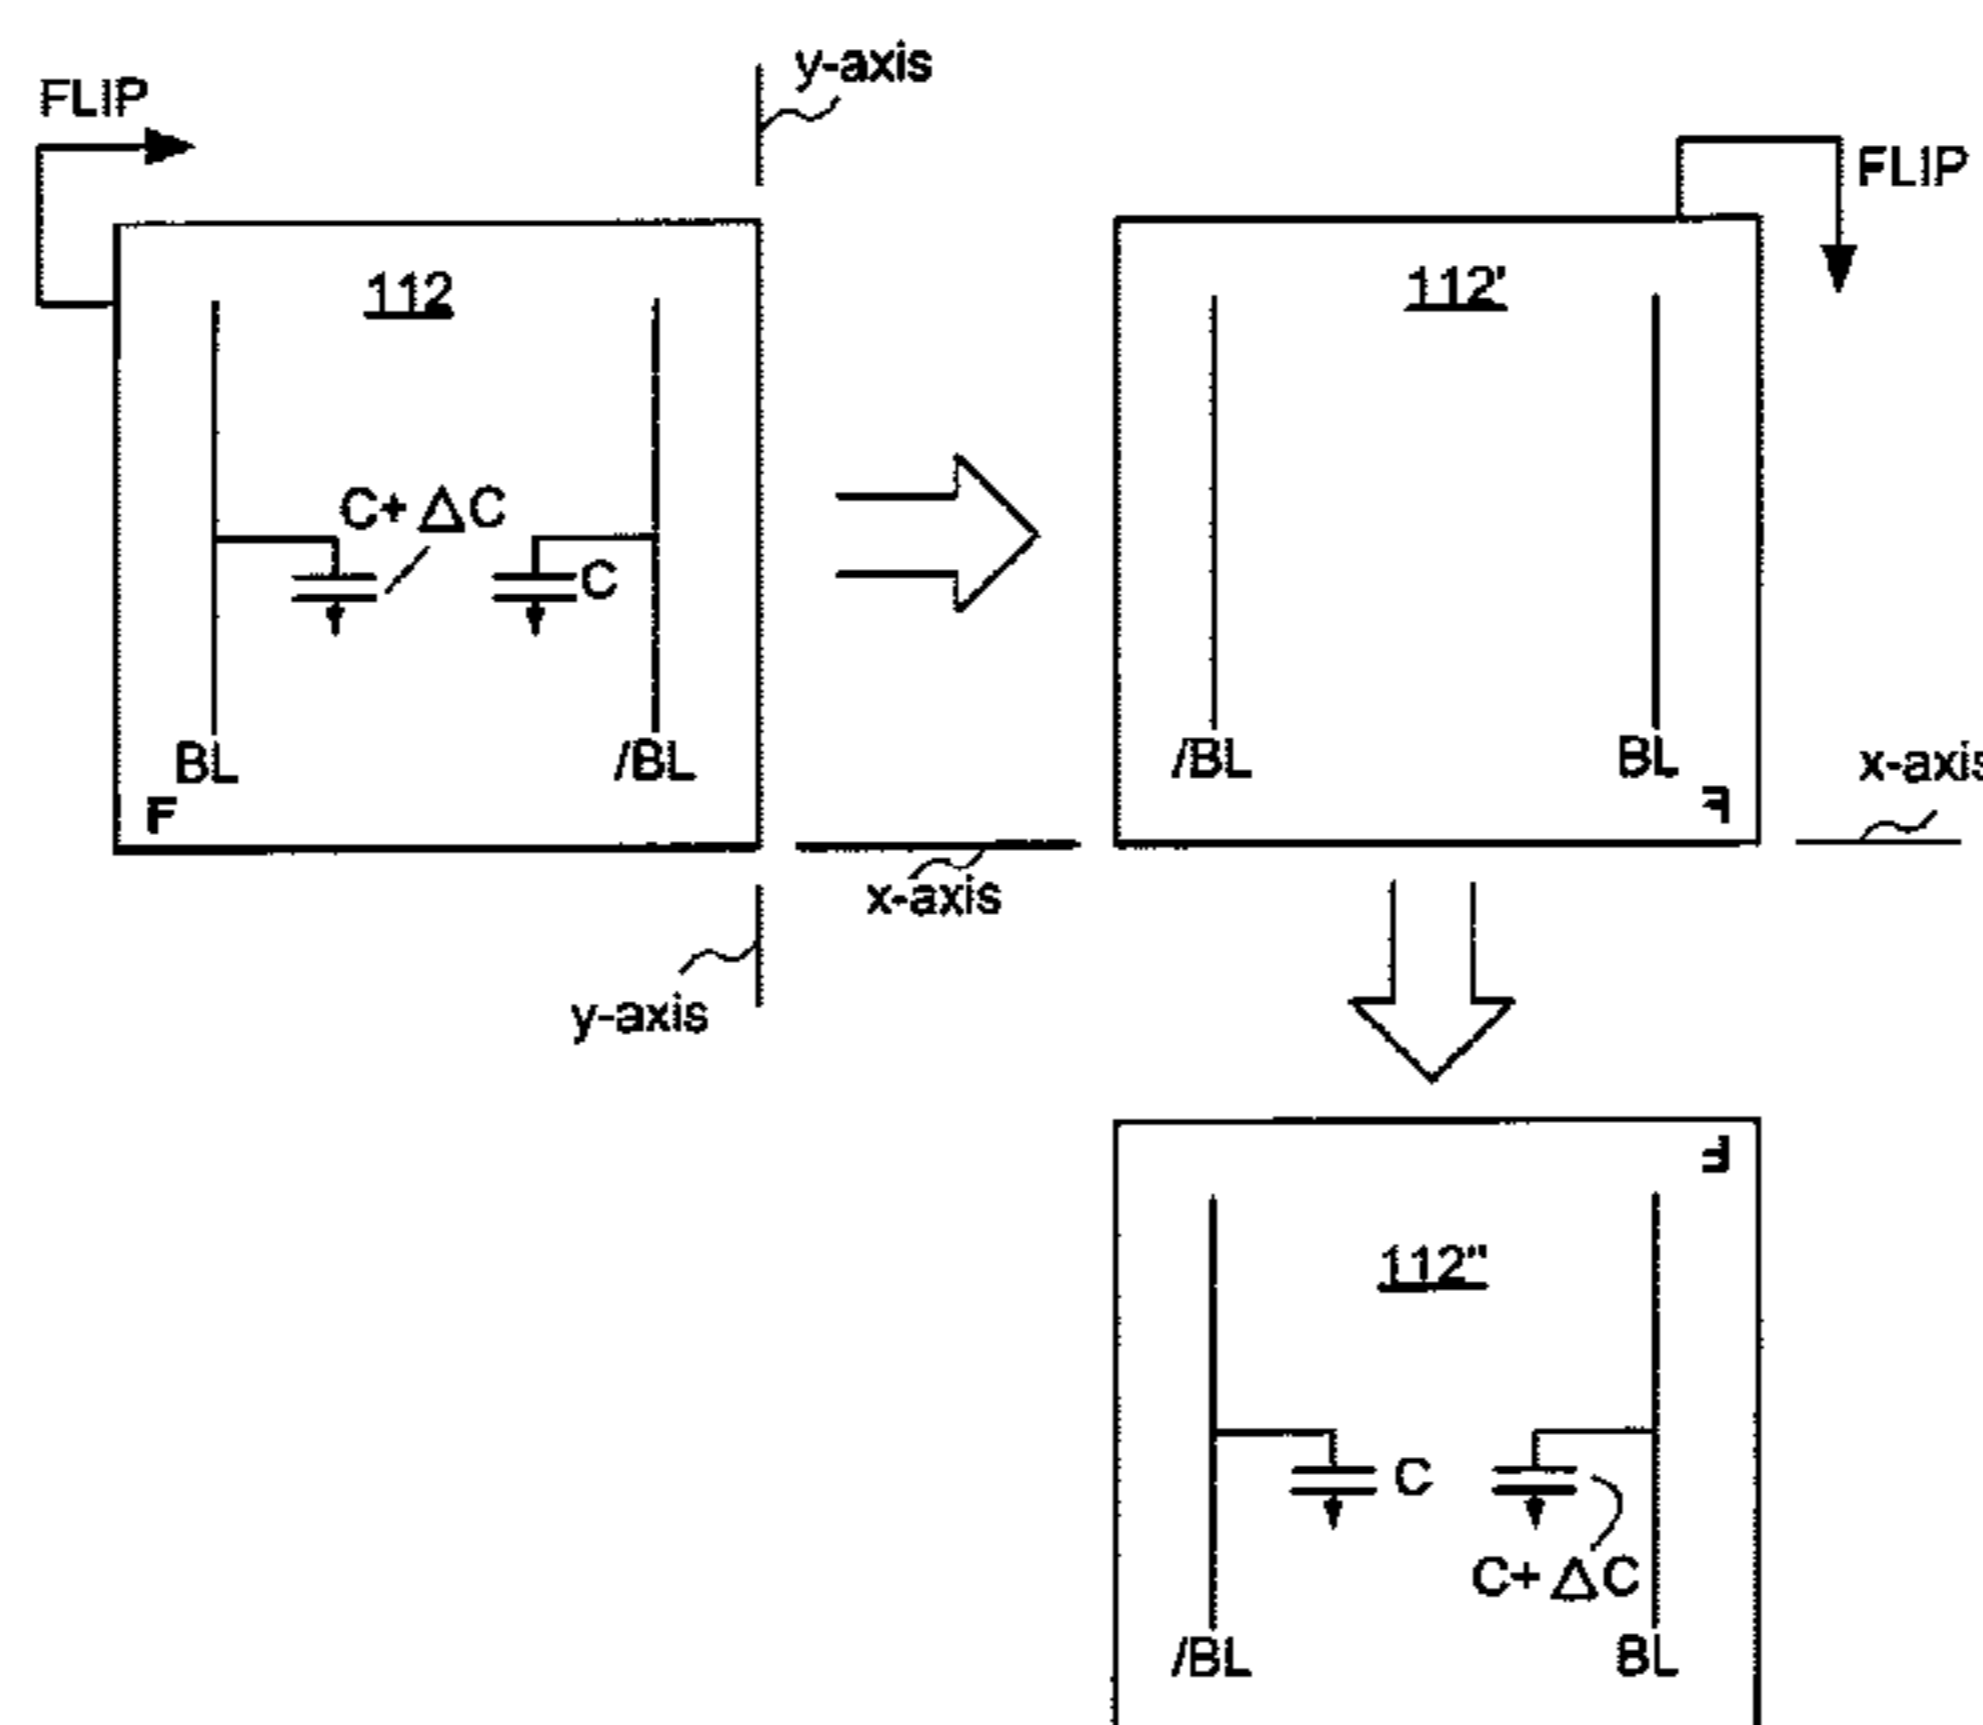 FLIP
y-axis
FLIP
112
112'
C+ΔC
C
BL
/BL
/BL
BL
x-axis
F
x-axis
y-axis
112"
C
C+ΔC
/BL
BL